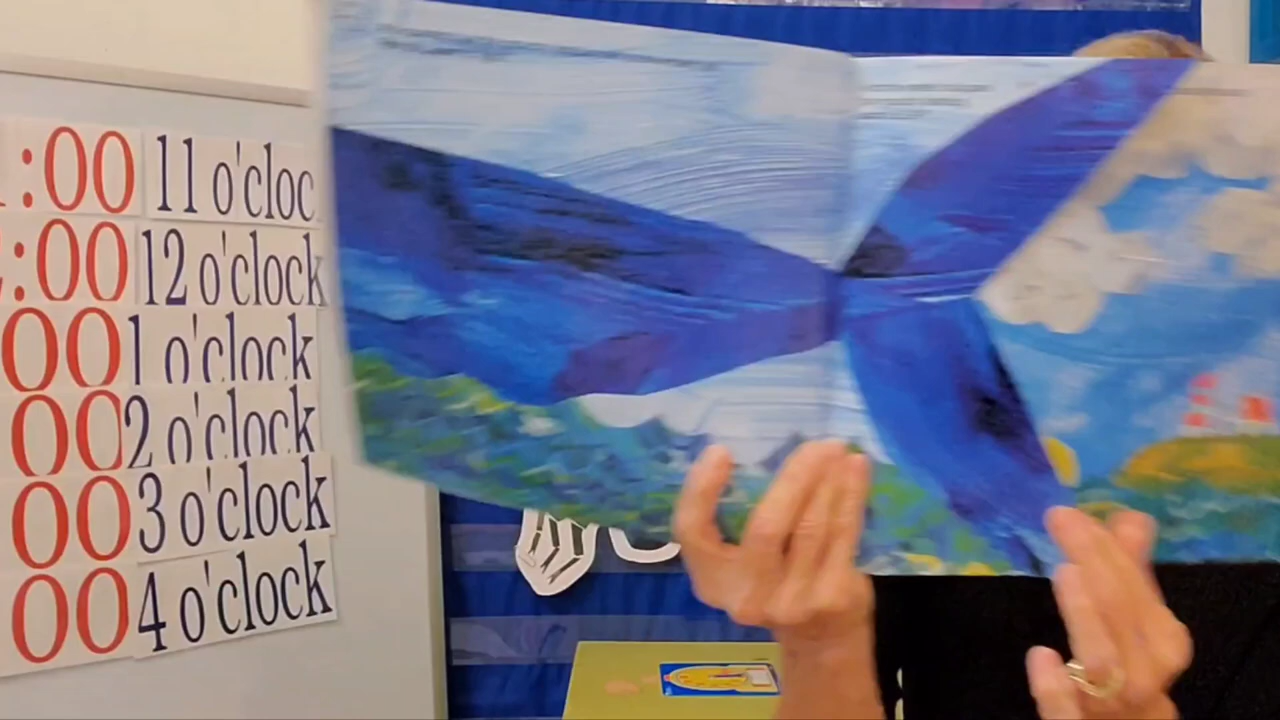 :00 11 o'cloc
:00 12 o'clock
00 1 o'clock
00 2 o'clock
00 3 o'clock
00 4 o'clock